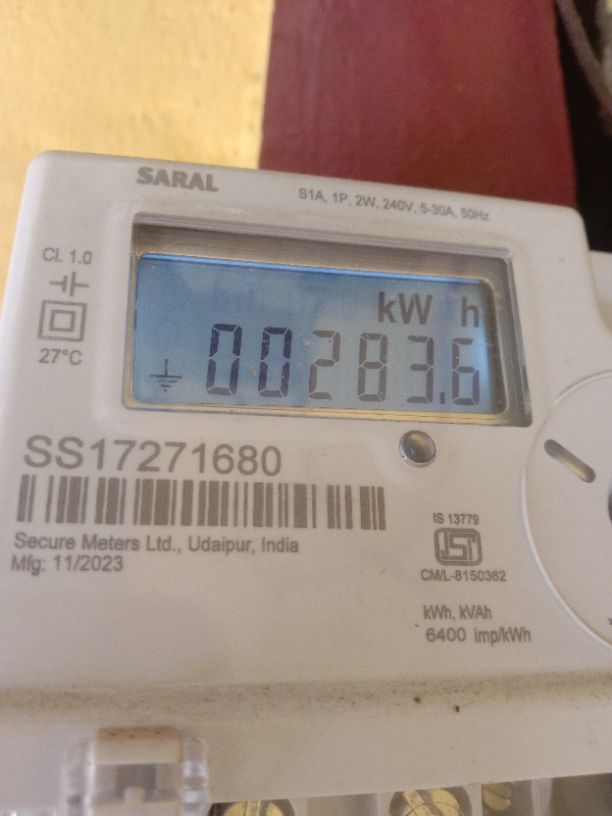 SARAL
S1A, 1P, 2W, 240V, 5-30A, 50Hz
Cl. 1.0
27°C
kW h
00283.6
SS17271680
Secure Meters Ltd., Udaipur, India
Mfg: 11/2023
IS 13779
ISI
CM/L-8150362
kWh, kVAh
6400 imp/kWh